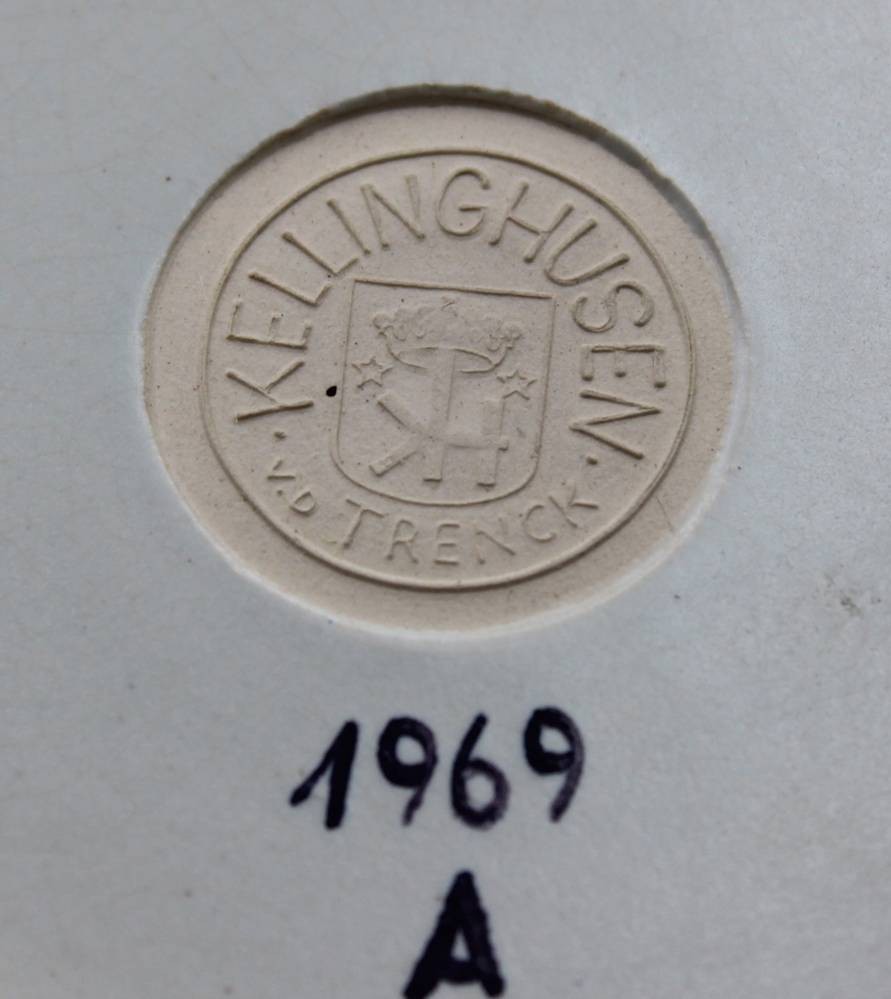 · KELLINGHUSEN ·
v.D TRENCK
1969
A